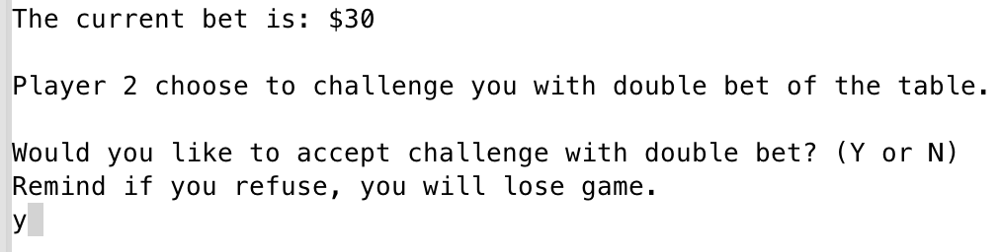 The current bet is: $30
Player 2 choose to challenge you with double bet of the table.
Would you like to accept challenge with double bet? (Y or N)
Remind if you refuse, you will lose game.
y